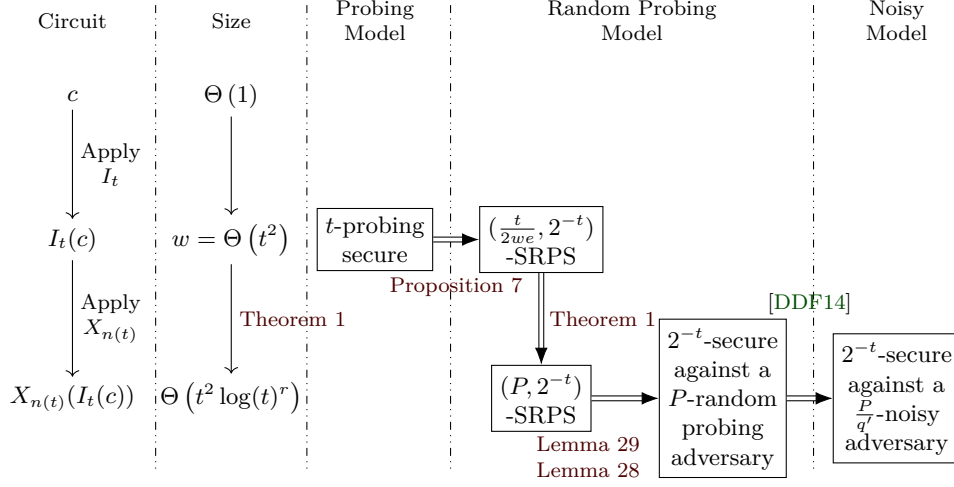 Circuit
Size
Probing
Model
Random Probing
Model
Noisy
Model
c
Θ (1)
Apply
I_t
I_t(c)
w = Θ (t^2)
t-probing
secure
(\frac{t}{2we}, 2^{-t})
-SRPS
Proposition 7
Apply
X_{n(t)}
Theorem 1
Theorem 1
[DDF14]
X_{n(t)}(I_t(c))
Θ (t^2 log(t)^r)
(P, 2^{-t})
-SRPS
Lemma 29
Lemma 28
2^{-t}-secure
against a
P-random
probing
adversary
2^{-t}-secure
against a
\frac{P}{q'}-noisy
adversary